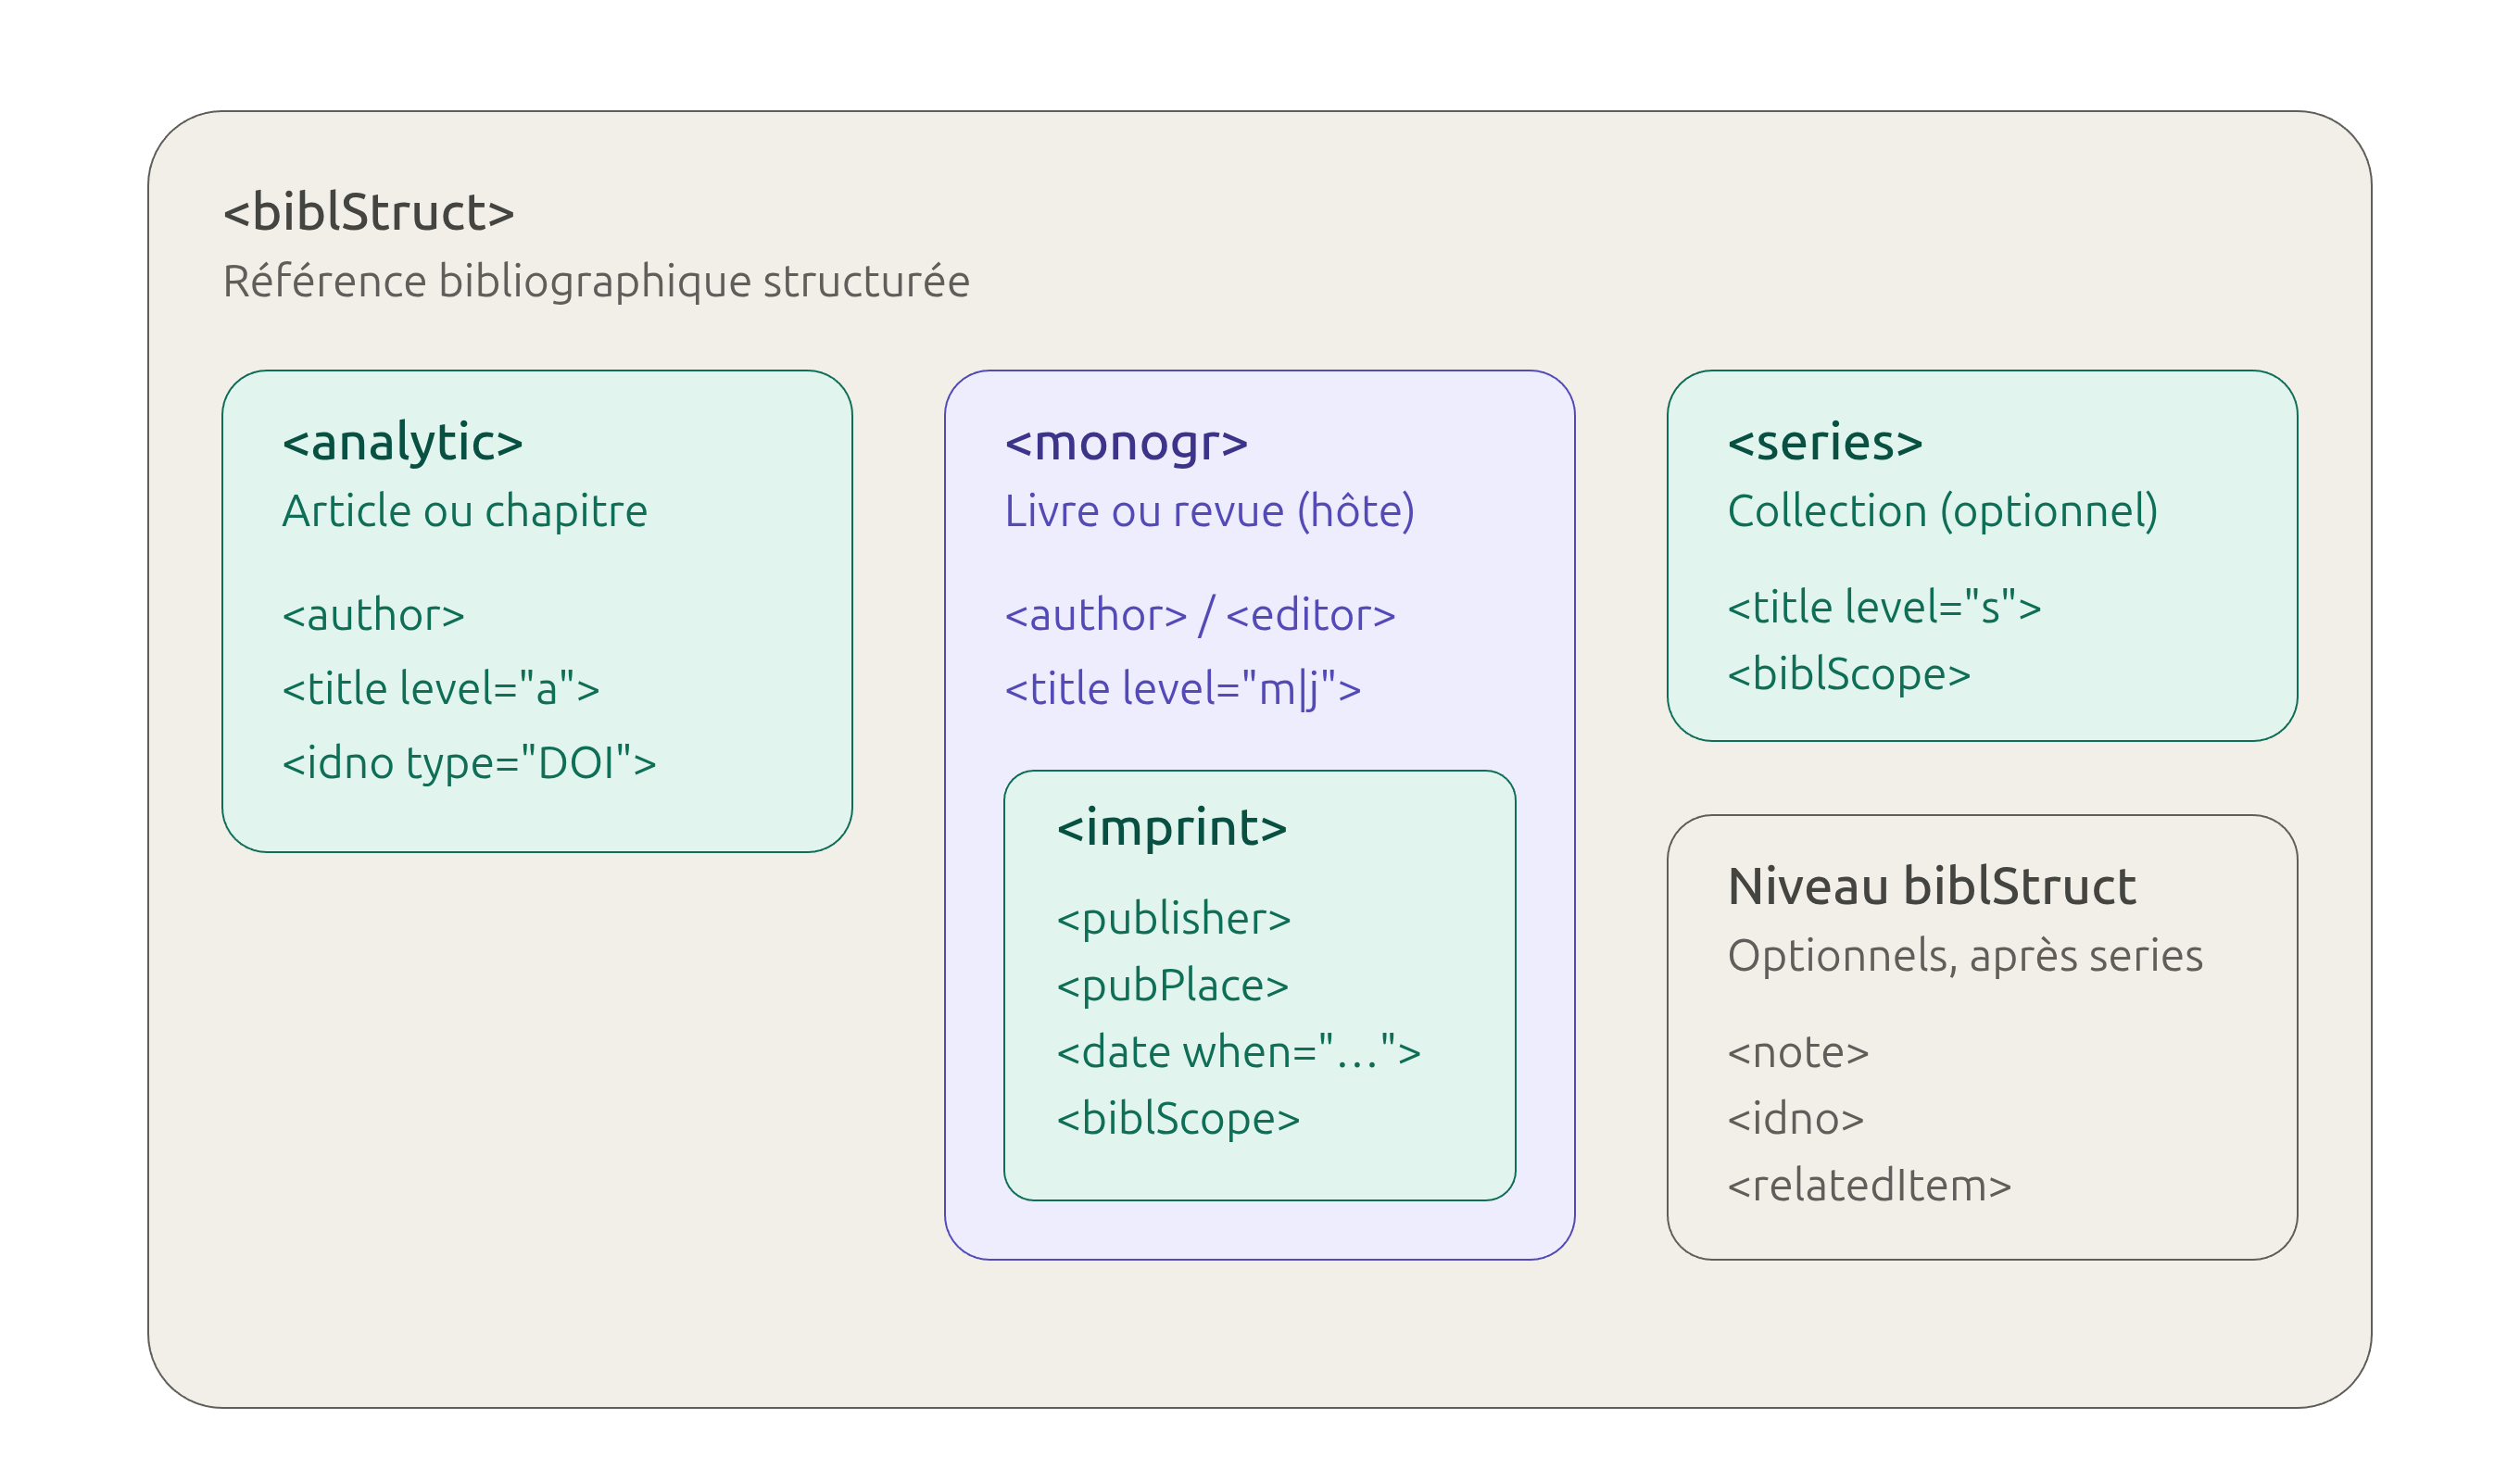 <biblStruct>
Référence bibliographique structurée
<analytic>
Article ou chapitre
<author>
<title level="a">
<idno type="DOI">
<monogr>
Livre ou revue (hôte)
<author> / <editor>
<title level="m|j">
<imprint>
<publisher>
<pubPlace>
<date when="…">
<biblScope>
<series>
Collection (optionnel)
<title level="s">
<biblScope>
Niveau biblStruct
Optionnels, après series
<note>
<idno>
<relatedItem>